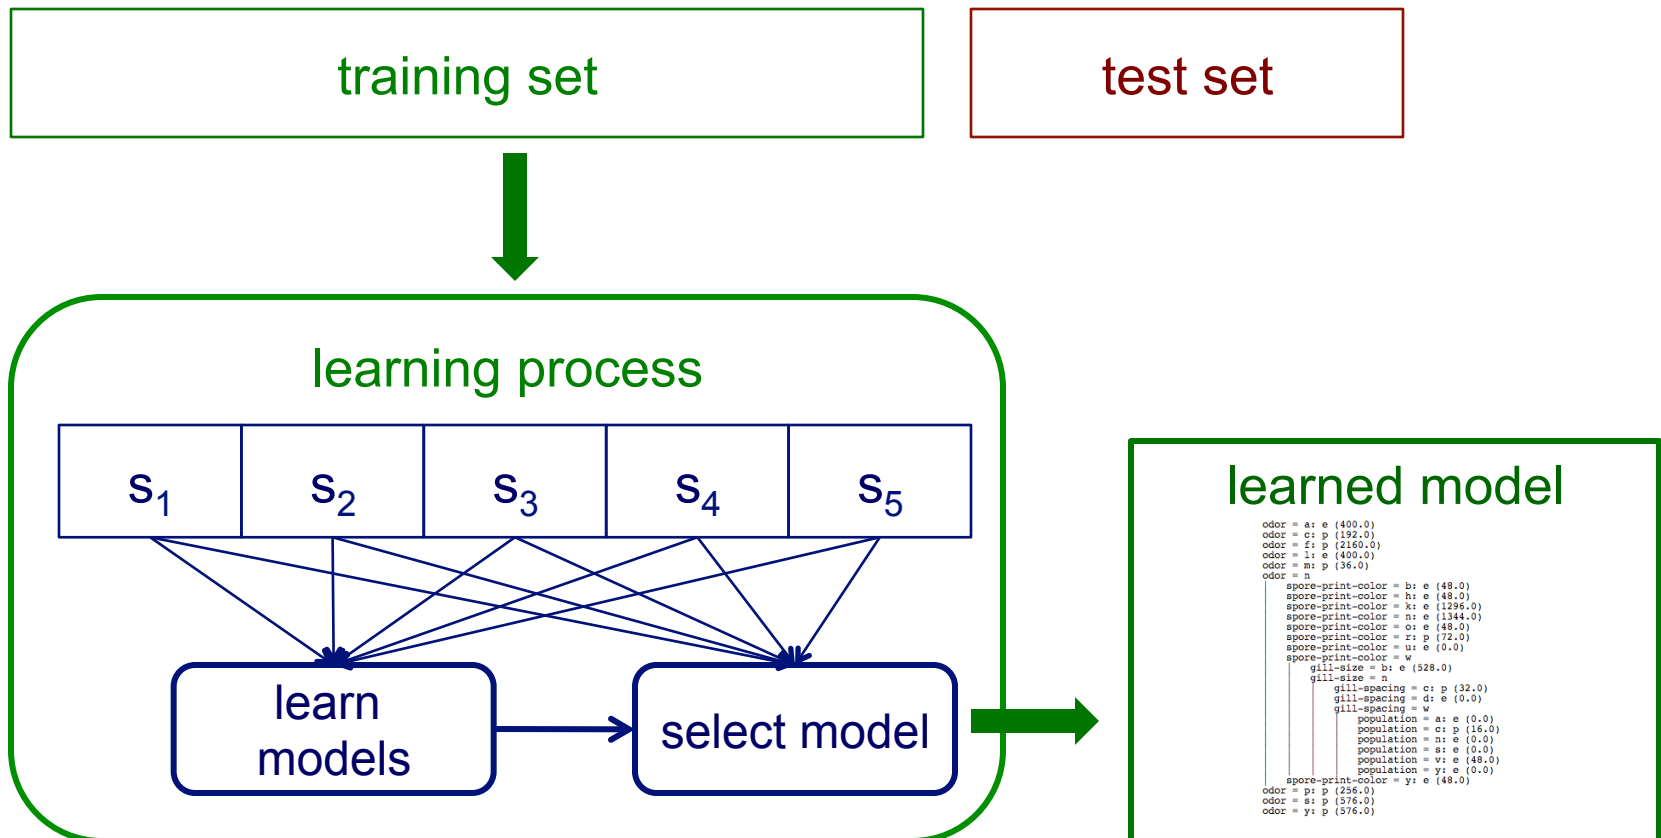 training set
test set
learning process
s1 s2 s3 s4 s5
learn
models
select model
learned model
odor = a: e (400.0)
odor = c: p (192.0)
odor = f: p (2160.0)
odor = l: e (400.0)
odor = m: p (36.0)
odor = n
| spore-print-color = b: e (48.0)
| spore-print-color = h: e (48.0)
| spore-print-color = k: e (1296.0)
| spore-print-color = n: e (1344.0)
| spore-print-color = o: e (48.0)
| spore-print-color = r: p (72.0)
| spore-print-color = u: e (0.0)
| spore-print-color = w
| | gill-size = b: e (528.0)
| | gill-size = n
| | | gill-spacing = c: p (32.0)
| | | gill-spacing = d: e (0.0)
| | | gill-spacing = w
| | | | population = a: e (0.0)
| | | | population = c: p (16.0)
| | | | population = n: e (0.0)
| | | | population = s: e (0.0)
| | | | population = v: e (48.0)
| | | | population = y: e (0.0)
| spore-print-color = y: e (48.0)
odor = p: p (256.0)
odor = s: p (576.0)
odor = y: p (576.0)